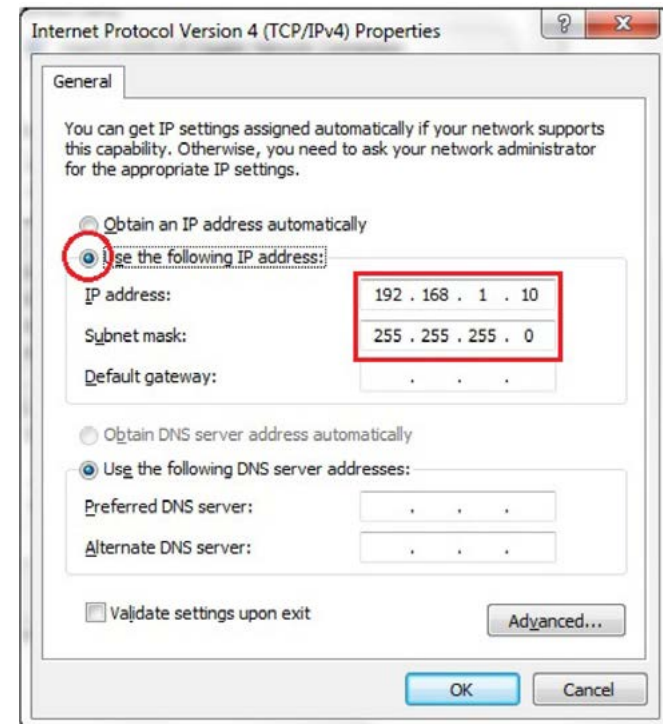 Internet Protocol Version 4 (TCP/IPv4) Properties
?
General
You can get IP settings assigned automatically if your network supports
this capability. Otherwise, you need to ask your network administrator
for the appropriate IP settings.
Obtain an IP address automatically
Use the following IP address:
IP address: 192 . 168 . 1 . 10
Subnet mask: 255 . 255 . 255 . 0
Default gateway: . . .
Obtain DNS server address automatically
Use the following DNS server addresses:
Preferred DNS server: . . .
Alternate DNS server: . . .
Validate settings upon exit
Advanced...
OK Cancel